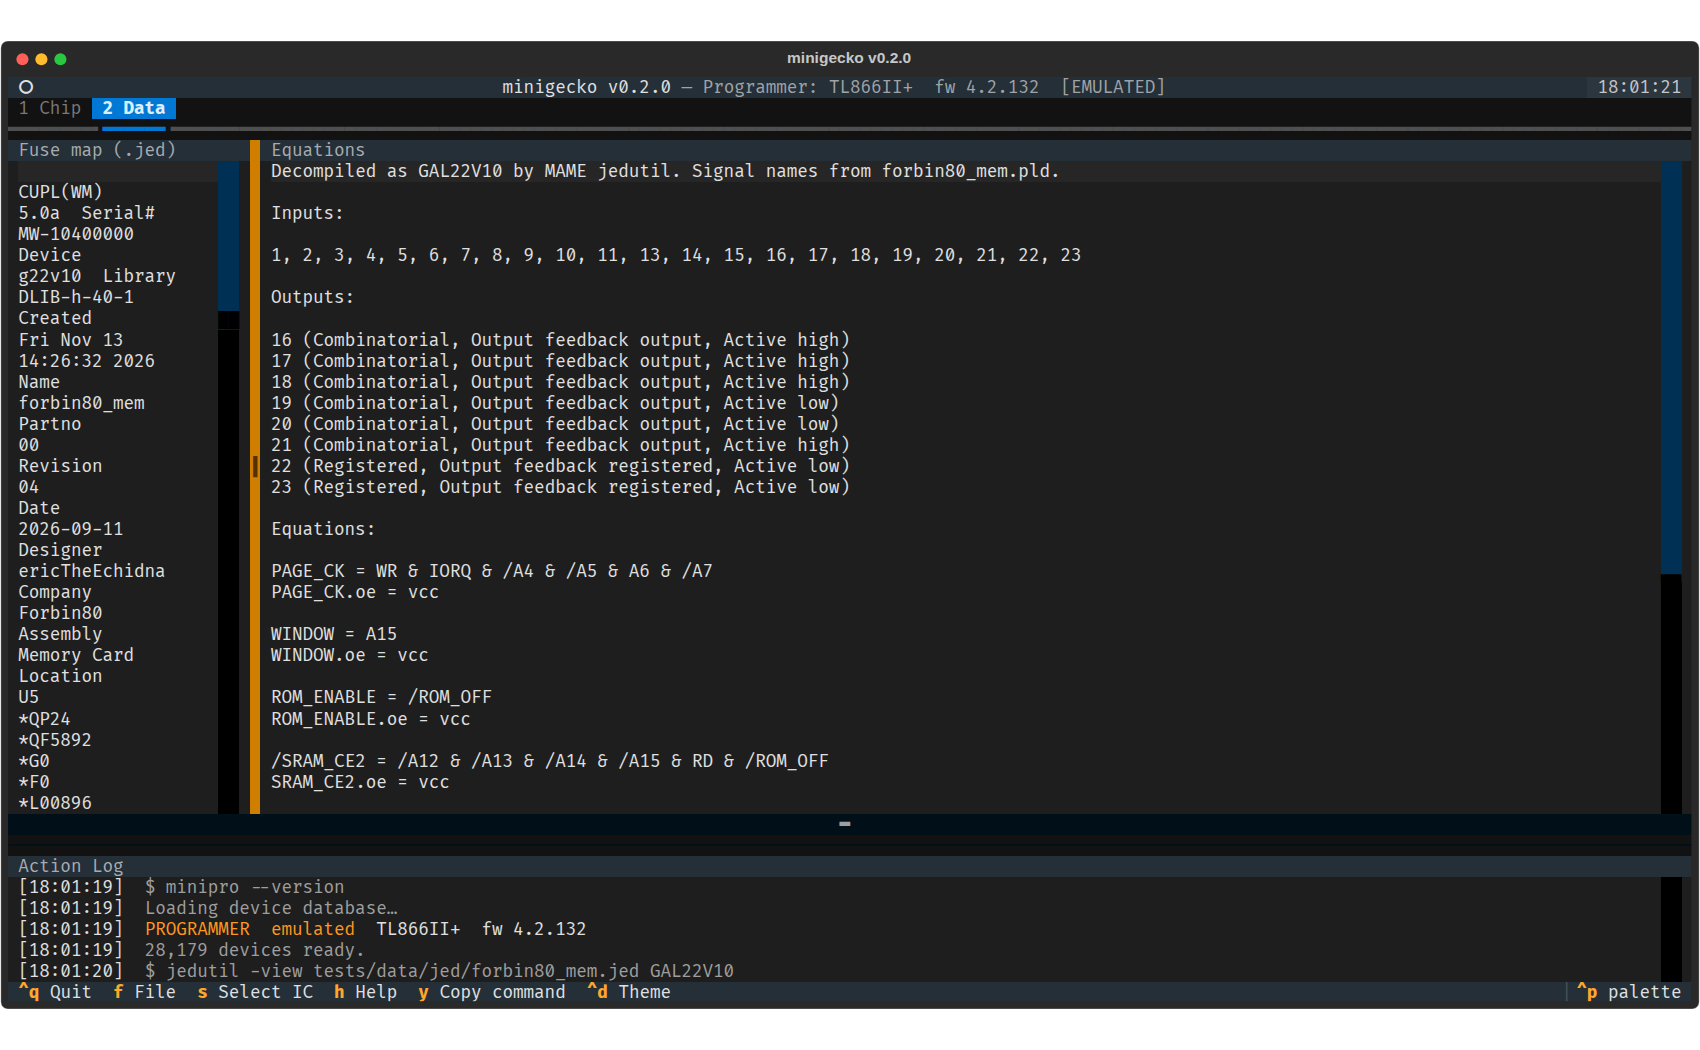 minigecko v0.2.0
minigecko v0.2.0 — Programmer: TL866II+  fw 4.2.132  [EMULATED]  18:01:21
1 Chip  2 Data
Fuse map (.jed)
CUPL(WM)
5.0a  Serial#
MW-10400000
Device
g22v10  Library
DLIB-h-40-1
Created
Fri Nov 13
14:26:32 2026
Name
forbin80_mem
Partno
00
Revision
04
Date
2026-09-11
Designer
ericTheEchidna
Company
Forbin80
Assembly
Memory Card
Location
U5
*QP24
*QF5892
*G0
*F0
*L00896
Equations
Decompiled as GAL22V10 by MAME jedutil. Signal names from forbin80_mem.pld.
Inputs:
1, 2, 3, 4, 5, 6, 7, 8, 9, 10, 11, 13, 14, 15, 16, 17, 18, 19, 20, 21, 22, 23
Outputs:
16 (Combinatorial, Output feedback output, Active high)
17 (Combinatorial, Output feedback output, Active high)
18 (Combinatorial, Output feedback output, Active high)
19 (Combinatorial, Output feedback output, Active low)
20 (Combinatorial, Output feedback output, Active low)
21 (Combinatorial, Output feedback output, Active high)
22 (Registered, Output feedback registered, Active low)
23 (Registered, Output feedback registered, Active low)
Equations:
PAGE_CK = WR & IORQ & /A4 & /A5 & A6 & /A7
PAGE_CK.oe = vcc
WINDOW = A15
WINDOW.oe = vcc
ROM_ENABLE = /ROM_OFF
ROM_ENABLE.oe = vcc
/SRAM_CE2 = /A12 & /A13 & /A14 & /A15 & RD & /ROM_OFF
SRAM_CE2.oe = vcc
Action Log
[18:01:19]  $ minipro --version
[18:01:19]  Loading device database…
[18:01:19]  PROGRAMMER  emulated  TL866II+  fw 4.2.132
[18:01:19]  28,179 devices ready.
[18:01:20]  $ jedutil -view tests/data/jed/forbin80_mem.jed GAL22V10
^q Quit  f File  s Select IC  h Help  y Copy command  ^d Theme  ^p palette